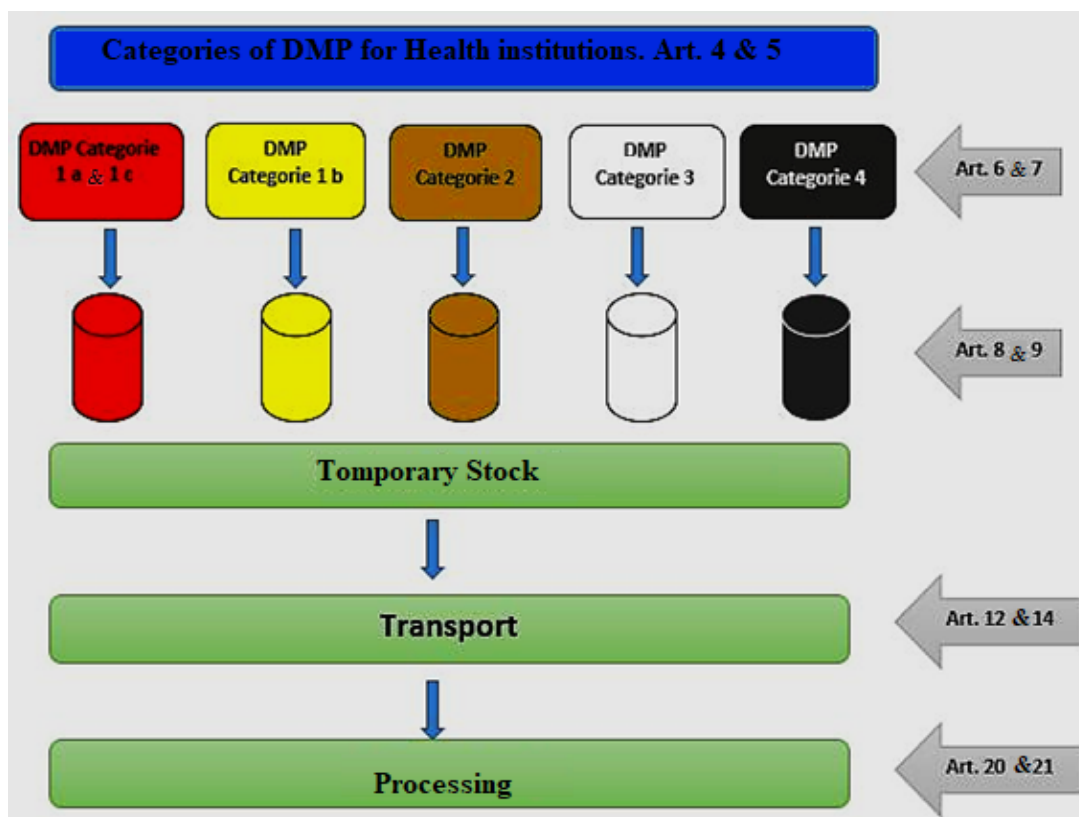 Categories of DMP for Health institutions. Art. 4 & 5
DMP Categorie
1 a & 1 c
DMP
Categorie 1 b
DMP
Categorie 2
DMP
Categorie 3
DMP
Categorie 4
Art. 6 & 7
Art. 8 & 9
Tomporary Stock
Transport
Art. 12 &14
Processing
Art. 20 &21